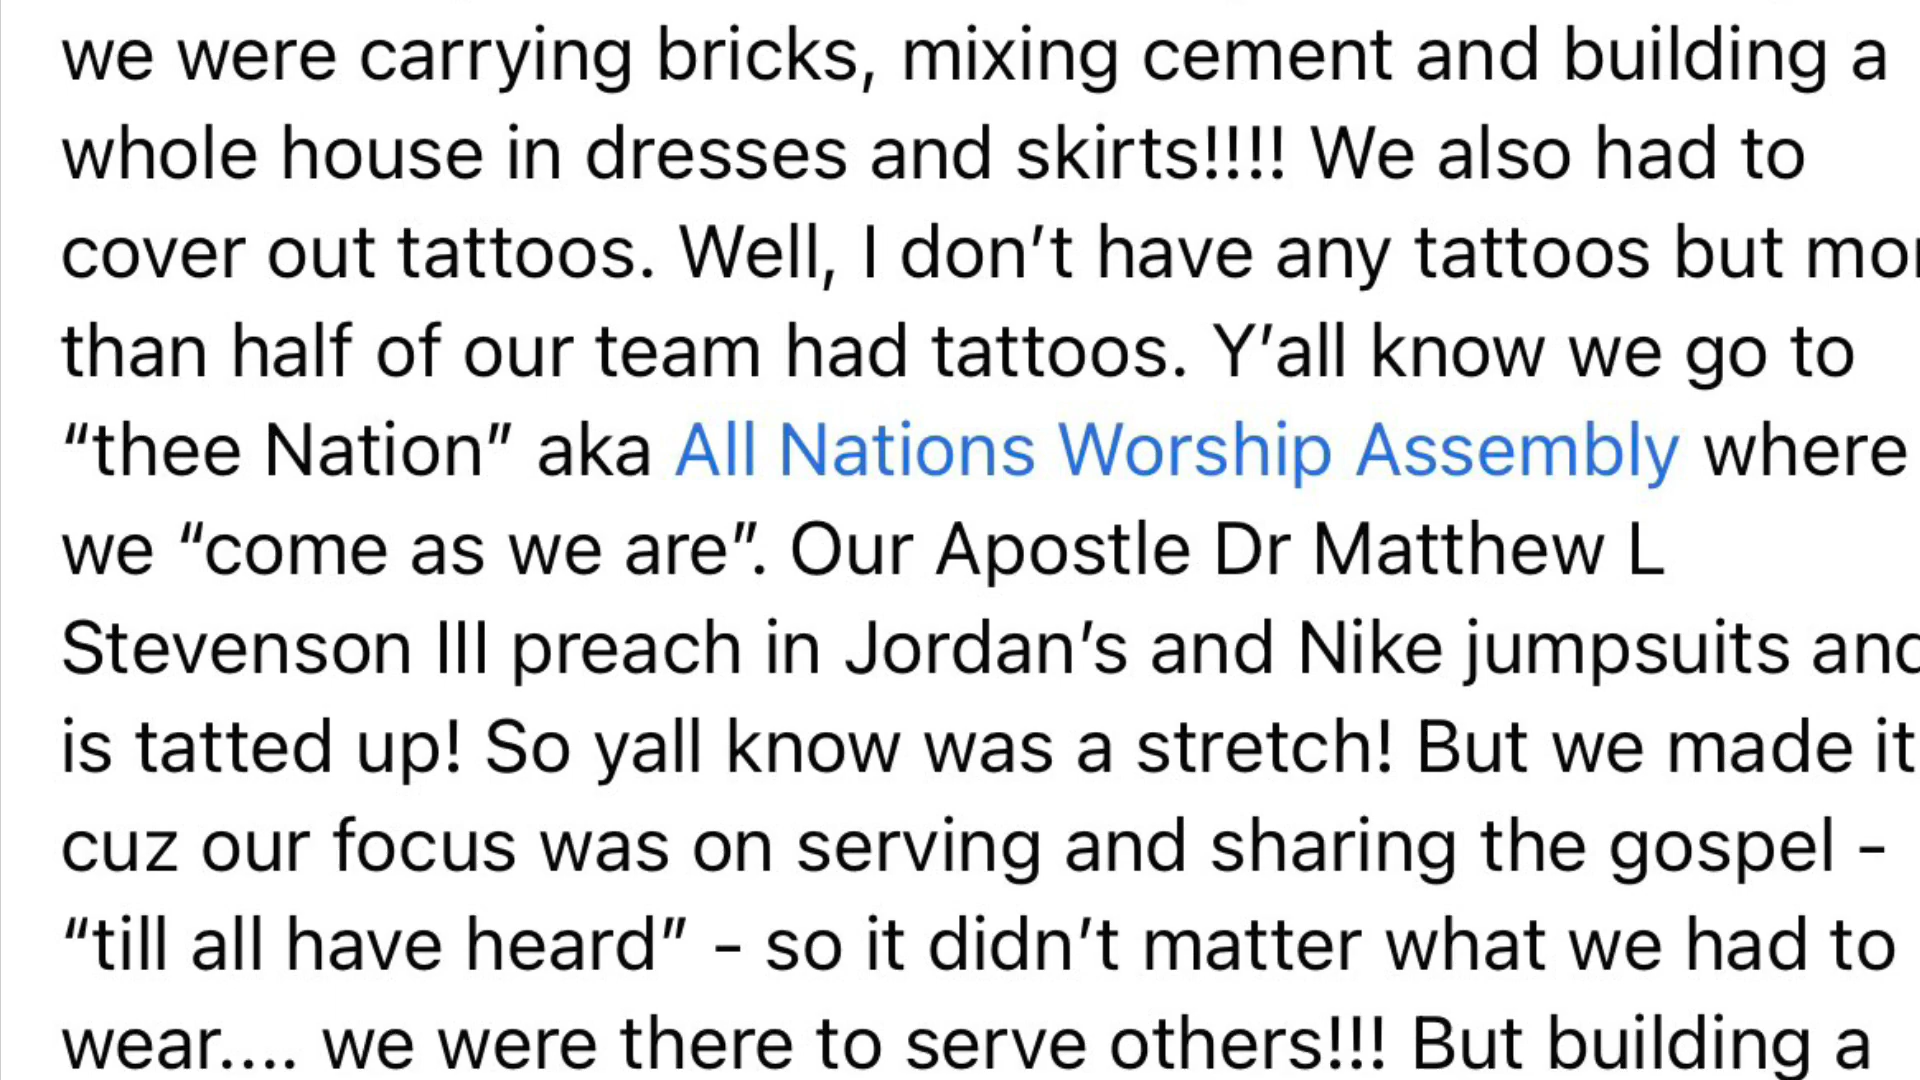 we were carrying bricks, mixing cement and building a
whole house in dresses and skirts!!!! We also had to
cover out tattoos. Well, I don’t have any tattoos but
than half of our team had tattoos. Y’all know we go to
“thee Nation” aka All Nations Worship Assembly where
we “come as we are”. Our Apostle Dr Matthew L
Stevenson III preach in Jordan’s and Nike jumpsuits and
is tatted up! So yall know was a stretch! But we made it
cuz our focus was on serving and sharing the gospel -
“till all have heard” - so it didn’t matter what we had to
wear.... we were there to serve others!!! But building a